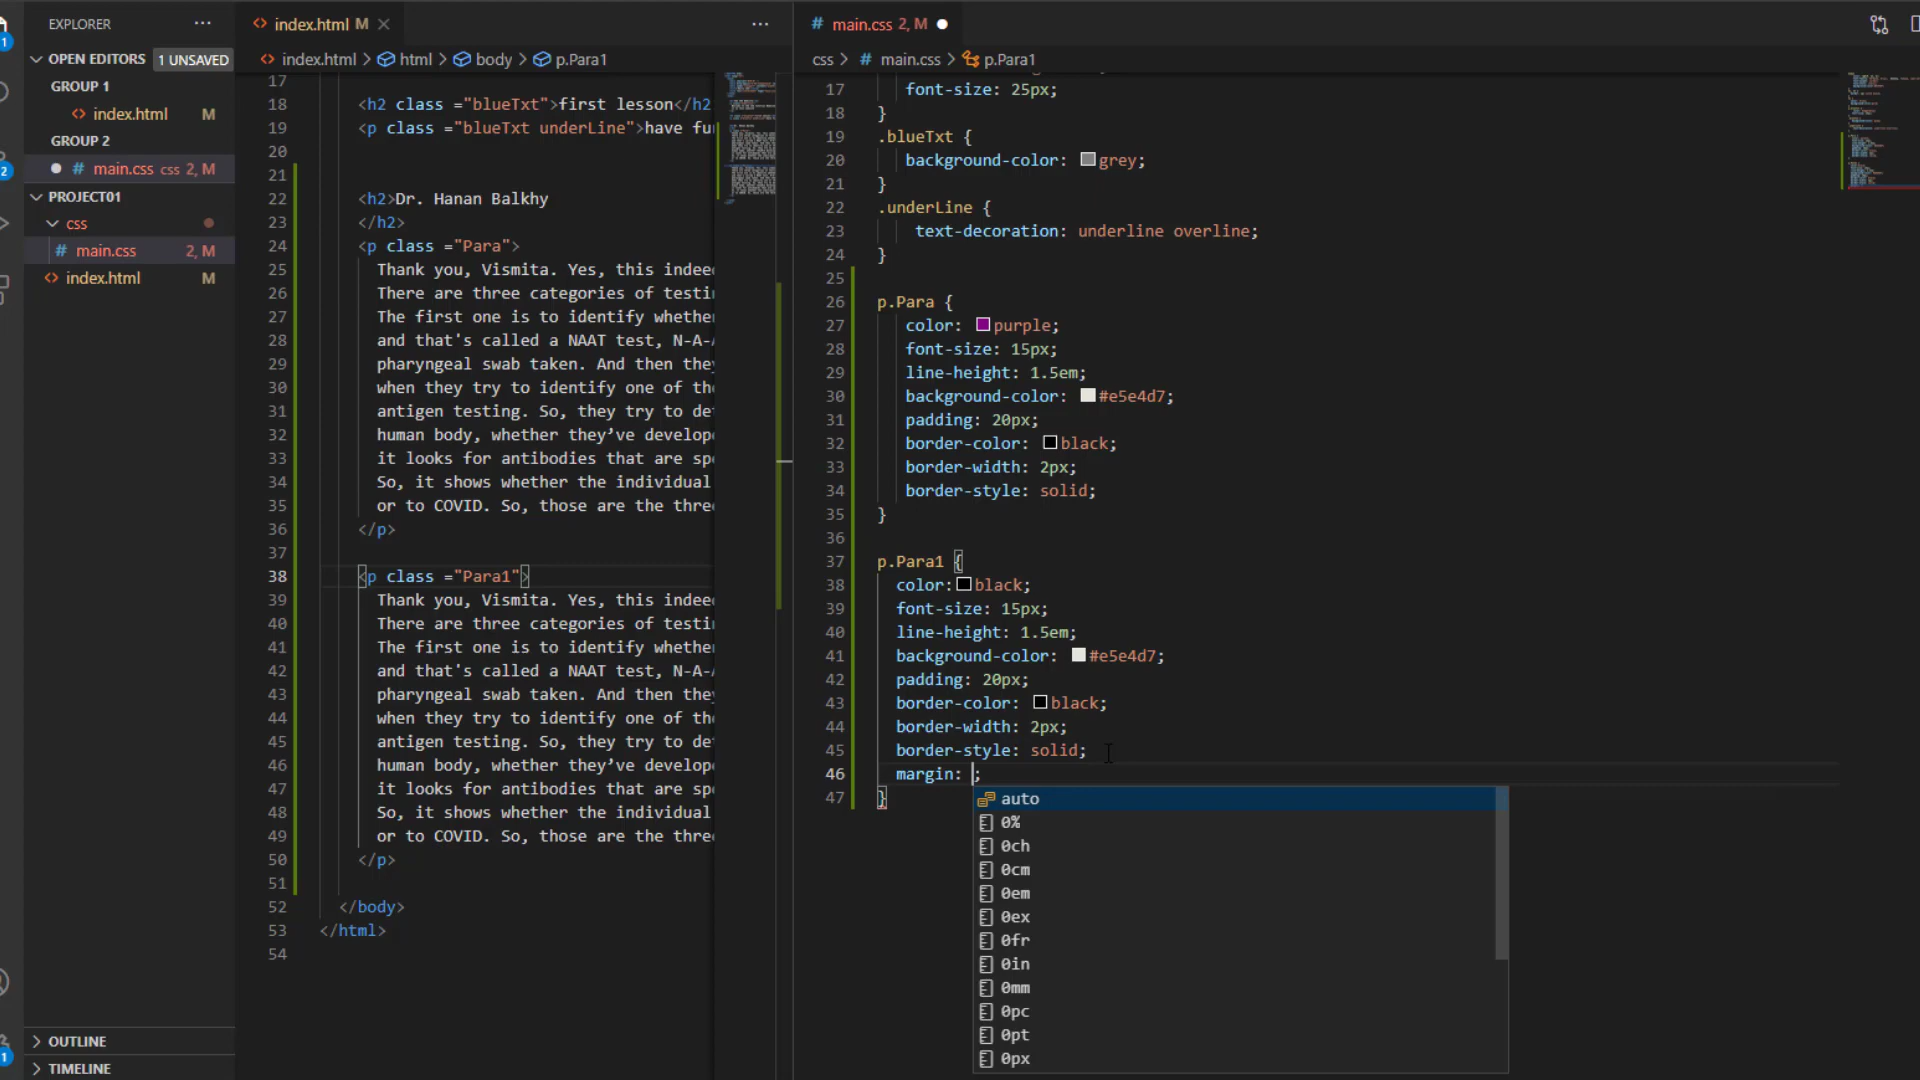 EXPLORER ···
OPEN EDITORS 1 UNSAVED
GROUP 1
<> index.html M
GROUP 2
# main.css css 2, M
PROJECT01
css
# main.css 2, M
<> index.html M
OUTLINE
TIMELINE
1
2
1
<> index.html M ···
<> index.html > html > body > p.Para1
17
18 <h2 class ="blueTxt">first lesson</h2
19 <p class ="blueTxt underLine">have fu
20
21
22 <h2>Dr. Hanan Balkhy
23 </h2>
24 <p class ="Para">
25 Thank you, Vismita. Yes, this indee
26 There are three categories of testi
27 The first one is to identify whethe
28 and that's called a NAAT test, N-A-
29 pharyngeal swab taken. And then the
30 when they try to identify one of th
31 antigen testing. So, they try to de
32 human body, whether they’ve develop
33 it looks for antibodies that are sp
34 So, it shows whether the individual
35 or to COVID. So, those are the thre
36 </p>
37
38 <p class ="Para1">
39 Thank you, Vismita. Yes, this indee
40 There are three categories of testi
41 The first one is to identify whethe
42 and that's called a NAAT test, N-A-
43 pharyngeal swab taken. And then the
44 when they try to identify one of th
45 antigen testing. So, they try to de
46 human body, whether they’ve develop
47 it looks for antibodies that are sp
48 So, it shows whether the individual
49 or to COVID. So, those are the thre
50 </p>
51
52 </body>
53 </html>
54
# main.css 2, M
css > # main.css > p.Para1
17 font-size: 25px;
18 }
19 .blueTxt {
20 background-color: grey;
21 }
22 .underLine {
23 text-decoration: underline overline;
24 }
25
26 p.Para {
27 color: purple;
28 font-size: 15px;
29 line-height: 1.5em;
30 background-color: #e5e4d7;
31 padding: 20px;
32 border-color: black;
33 border-width: 2px;
34 border-style: solid;
35 }
36
37 p.Para1 {
38 color: black;
39 font-size: 15px;
40 line-height: 1.5em;
41 background-color: #e5e4d7;
42 padding: 20px;
43 border-color: black;
44 border-width: 2px;
45 border-style: solid;
46 margin: ;
47 }
auto
0%
0ch
0cm
0em
0ex
0fr
0in
0mm
0pc
0pt
0px